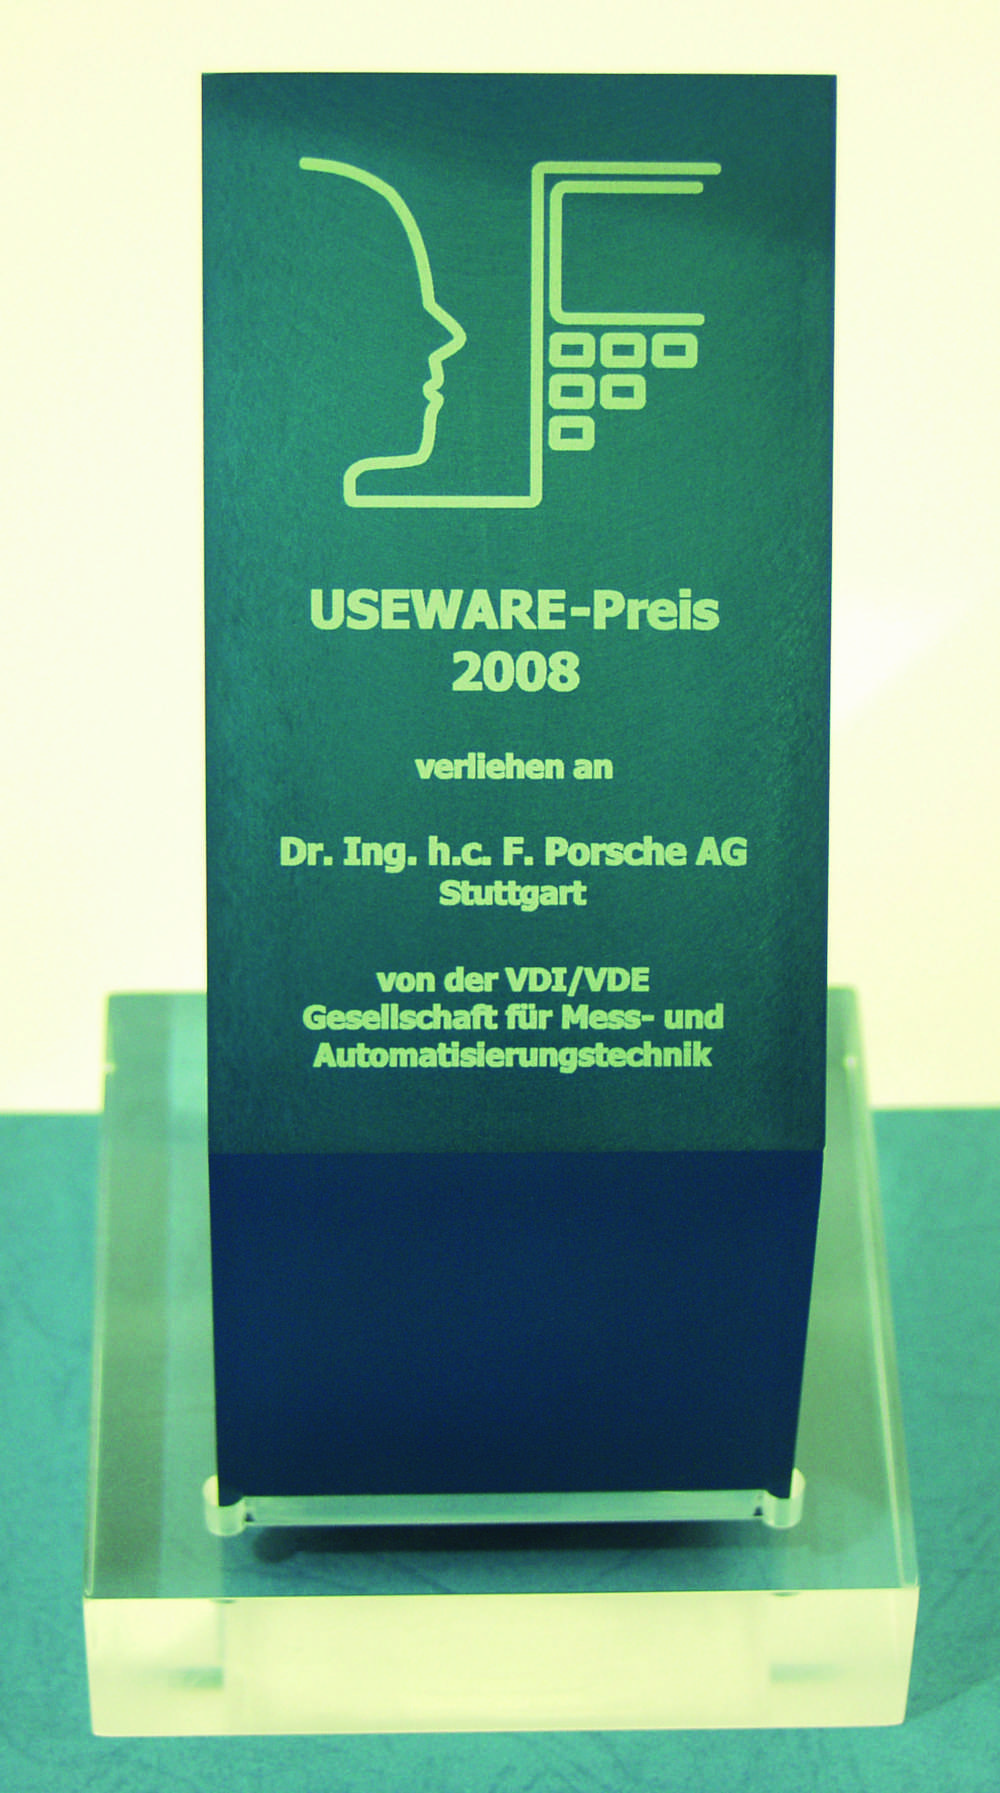 USEWARE-Preis
2008
verliehen an
Dr. Ing. h.c. F. Porsche AG
Stuttgart
von der VDI/VDE
Gesellschaft für Mess- und
Automatisierungstechnik